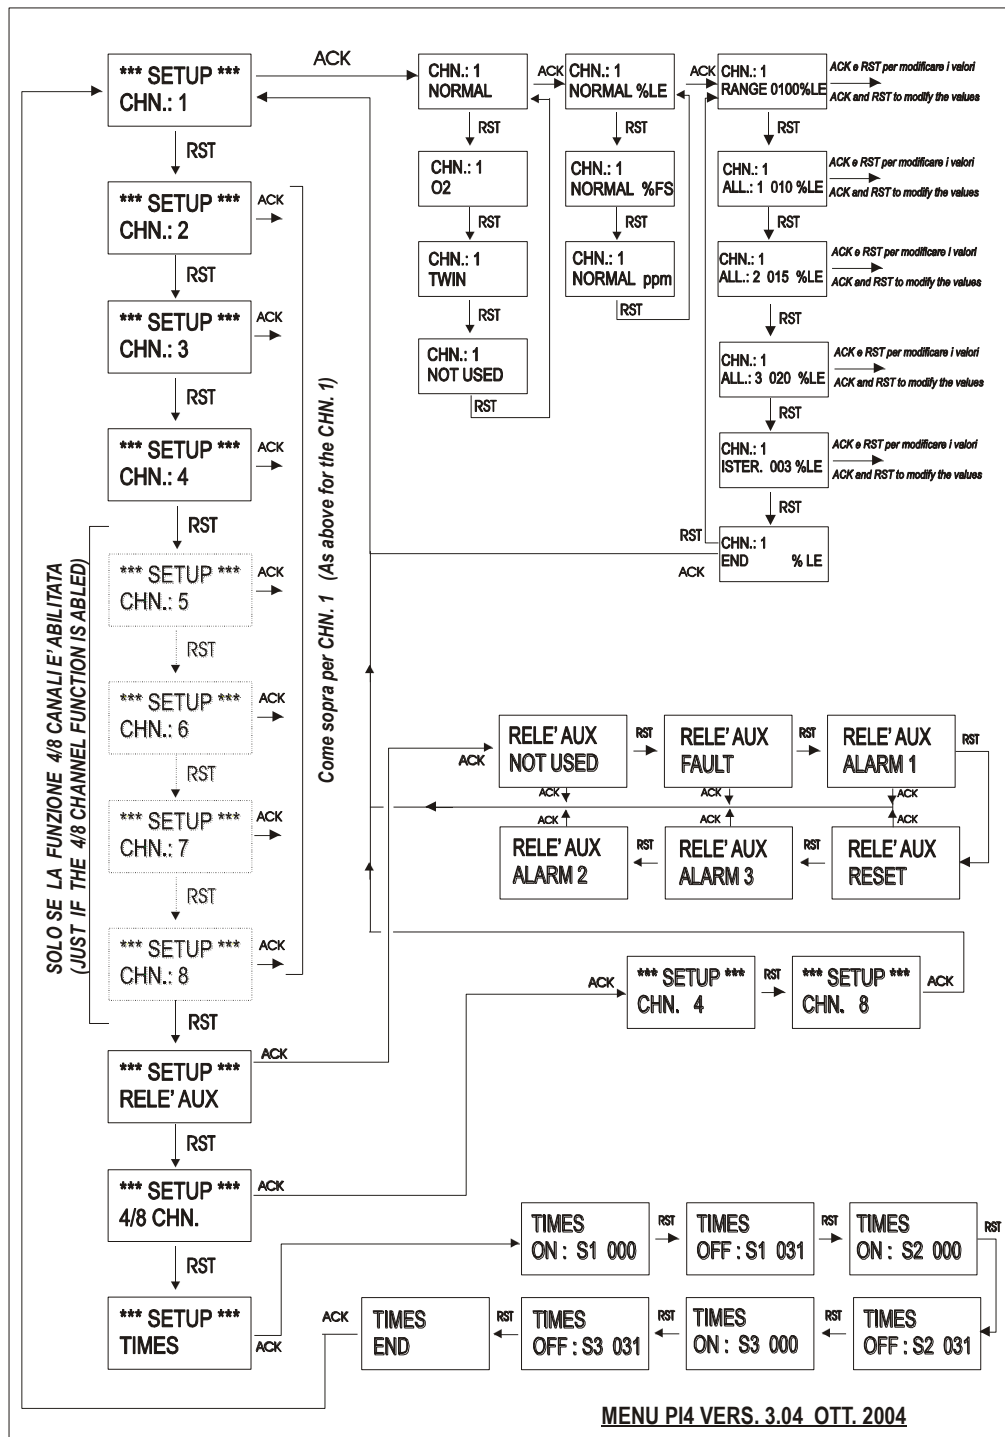 *** SETUP ***
CHN.: 1
ACK
RST
*** SETUP ***
CHN.: 2
ACK
RST
*** SETUP ***
CHN.: 3
ACK
RST
*** SETUP ***
CHN.: 4
ACK
RST
*** SETUP ***
CHN.: 5
ACK
RST
*** SETUP ***
CHN.: 6
ACK
RST
*** SETUP ***
CHN.: 7
ACK
RST
*** SETUP ***
CHN.: 8
ACK
RST
SOLO SE LA FUNZIONE 4/8 CANALI E' ABILITATA
(JUST IF THE 4/8 CHANNEL FUNCTION IS ABLED)
Come sopra per CHN. 1 (As above for the CHN. 1)
*** SETUP ***
RELE' AUX
ACK
RST
*** SETUP ***
4/8 CHN.
ACK
RST
*** SETUP ***
TIMES
ACK
CHN.: 1
NORMAL
ACK
RST
CHN.: 1
O2
RST
CHN.: 1
TWIN
RST
CHN.: 1
NOT USED
RST
CHN.: 1
NORMAL %LE
ACK
RST
CHN.: 1
NORMAL %FS
RST
CHN.: 1
NORMAL ppm
RST
CHN.: 1
RANGE 0100%LE
ACK e RST per modificare i valori
ACK and RST to modify the values
RST
CHN.: 1
ALL.: 1 010 %LE
ACK e RST per modificare i valori
ACK and RST to modify the values
RST
CHN.: 1
ALL.: 2 015 %LE
ACK e RST per modificare i valori
ACK and RST to modify the values
RST
CHN.: 1
ALL.: 3 020 %LE
ACK e RST per modificare i valori
ACK and RST to modify the values
RST
CHN.: 1
ISTER. 003 %LE
ACK e RST per modificare i valori
ACK and RST to modify the values
RST
RST
CHN.: 1
END % LE
ACK
ACK
RELE' AUX
NOT USED
RST
RELE' AUX
FAULT
RST
RELE' AUX
ALARM 1
RST
ACK
ACK
ACK
ACK
ACK
ACK
RELE' AUX
ALARM 2
RST
RELE' AUX
ALARM 3
RST
RELE' AUX
RESET
ACK
*** SETUP ***
CHN. 4
RST
*** SETUP ***
CHN. 8
ACK
TIMES
ON : S1 000
RST
TIMES
OFF : S1 031
RST
TIMES
ON : S2 000
RST
ACK
TIMES
END
RST
TIMES
OFF : S3 031
RST
TIMES
ON : S3 000
RST
TIMES
OFF : S2 031
MENU PI4 VERS. 3.04 OTT. 2004